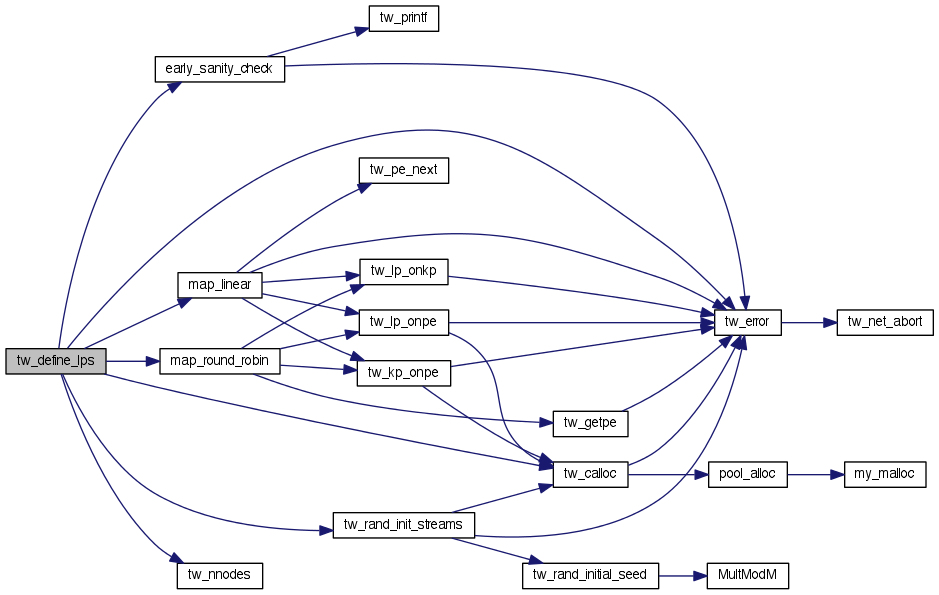 tw_printf
early_sanity_check
tw_pe_next
tw_lp_onkp
map_linear
tw_lp_onpe
tw_error
tw_net_abort
tw_define_lps
map_round_robin
tw_kp_onpe
tw_getpe
tw_calloc
pool_alloc
my_malloc
tw_rand_init_streams
tw_nnodes
tw_rand_initial_seed
MultModM